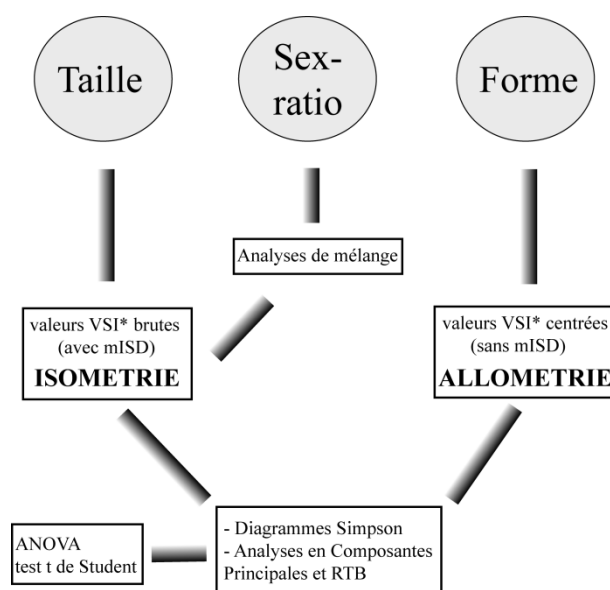 Taille
Sex-
ratio
Forme
Analyses de mélange
valeurs VSI* brutes
(avec mISD)
ISOMETRIE
valeurs VSI* centrées
(sans mISD)
ALLOMETRIE
ANOVA
test t de Student
- Diagrammes Simpson
- Analyses en Composantes
Principales et RTB